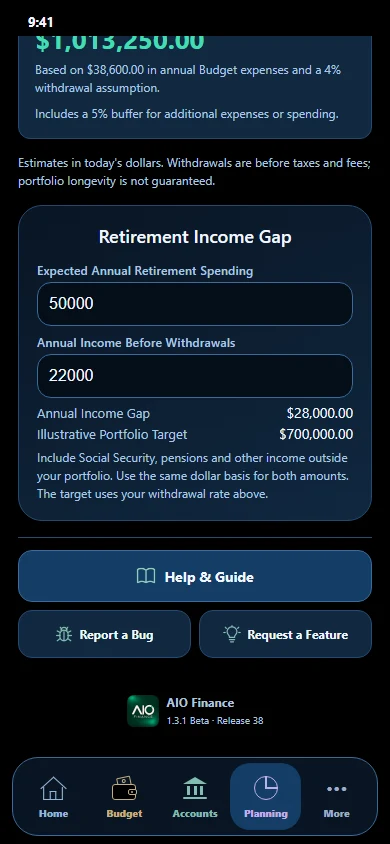 9:41
$1,013,250.00
Based on $38,600.00 in annual Budget expenses and a 4%
withdrawal assumption.
Includes a 5% buffer for additional expenses or spending.
Estimates in today's dollars. Withdrawals are before taxes and fees;
portfolio longevity is not guaranteed.
Retirement Income Gap
Expected Annual Retirement Spending
50000
Annual Income Before Withdrawals
22000
Annual Income Gap $28,000.00
Illustrative Portfolio Target $700,000.00
Include Social Security, pensions and other income outside
your portfolio. Use the same dollar basis for both amounts.
The target uses your withdrawal rate above.
Help & Guide
Report a Bug Request a Feature
AIO
FINANCE
AIO Finance
1.3.1 Beta · Release 38
Home Budget Accounts Planning More